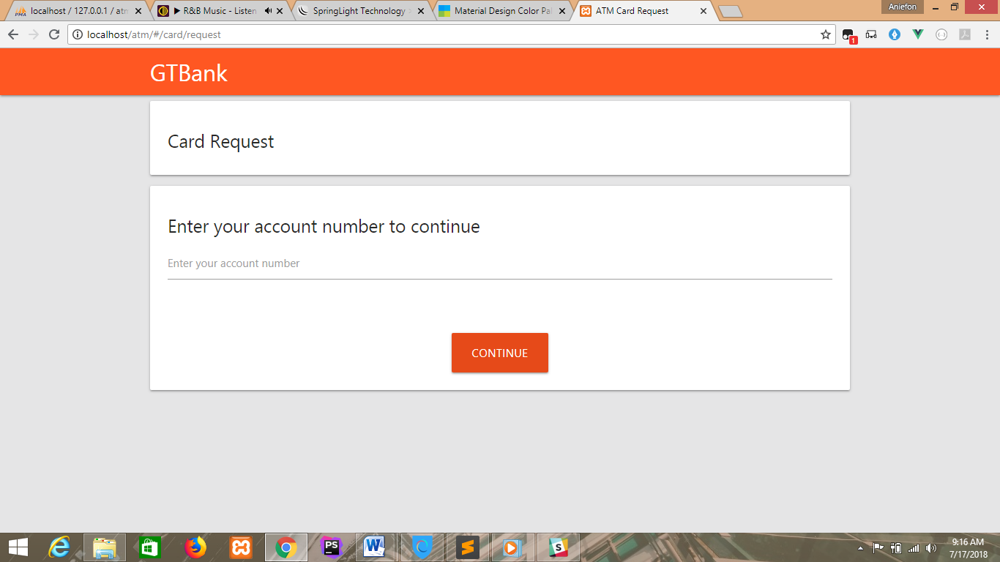 localhost / 127.0.0.1 / atm
R&B Music - Listen
SpringLight Technology
Material Design Color Pal
ATM Card Request
Aniefon
localhost/atm/#/card/request
1
GTBank
Card Request
Enter your account number to continue
Enter your account number
CONTINUE
9:16 AM
7/17/2018